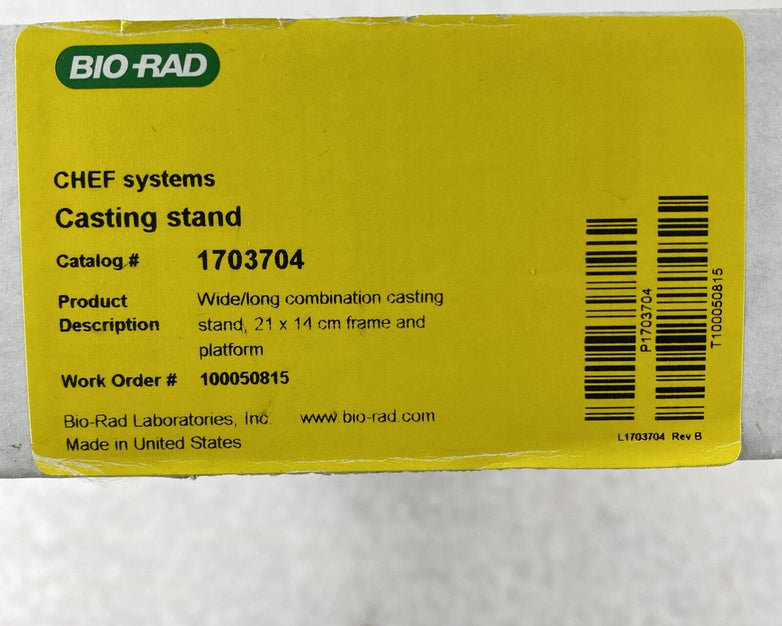 BIO-RAD
CHEF systems
Casting stand
Catalog # 1703704
Product Wide/long combination casting
Description stand, 21 x 14 cm frame and
platform
Work Order # 100050815
Bio-Rad Laboratories, Inc. www.bio-rad.com
Made in United States
P1703704
T100050815
L1703704 Rev B